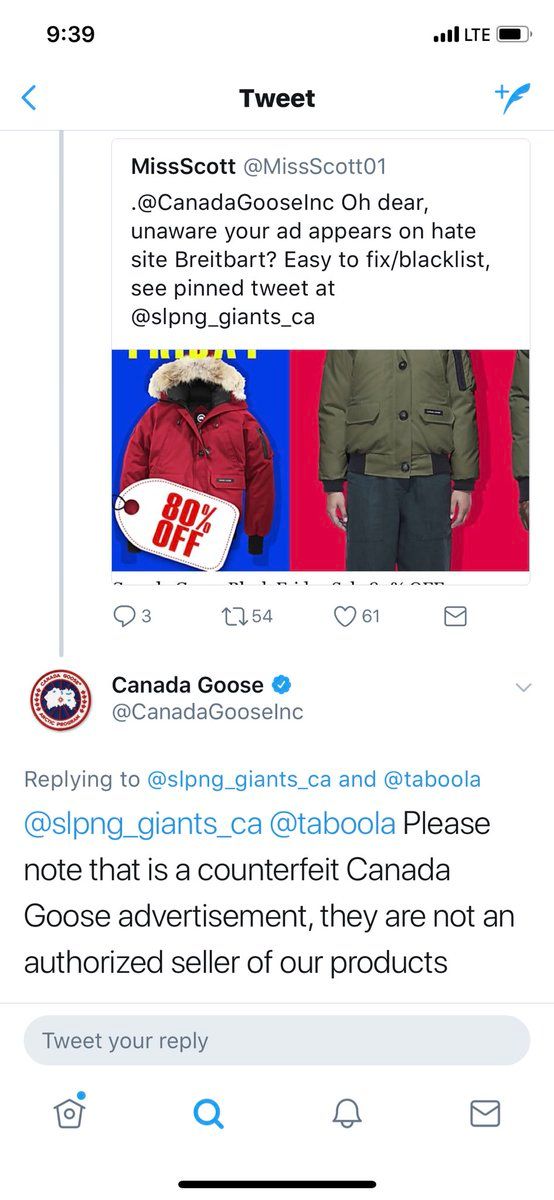 9:39
LTE
Tweet
MissScott @MissScott01
.@CanadaGooseInc Oh dear,
unaware your ad appears on hate
site Breitbart? Easy to fix/blacklist,
see pinned tweet at
@slpng_giants_ca
FRIDAY
80%
OFF
3
54
61
Canada Goose
@CanadaGooseInc
CANADA GOOSE
ARCTIC PROGRAM
Replying to @slpng_giants_ca and @taboola
@slpng_giants_ca @taboola Please
note that is a counterfeit Canada
Goose advertisement, they are not an
authorized seller of our products
Tweet your reply